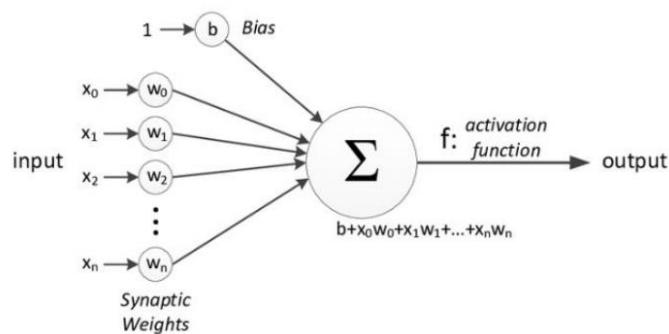 1 b Bias
x₀ w₀
x₁ w₁
input
x₂ w₂
⋮
xₙ wₙ
Synaptic
Weights
Σ
b+x₀w₀+x₁w₁+...+xₙwₙ
f: activation
function
output